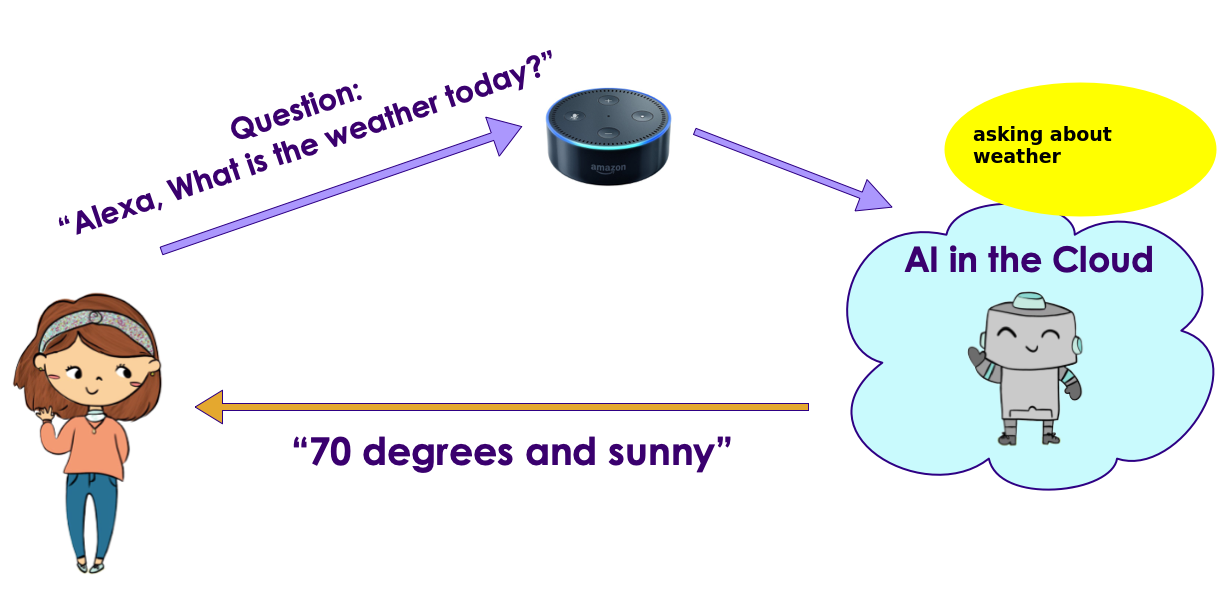 Question:
“Alexa, What is the weather today?”
amazon
asking about
weather
AI in the Cloud
“70 degrees and sunny”